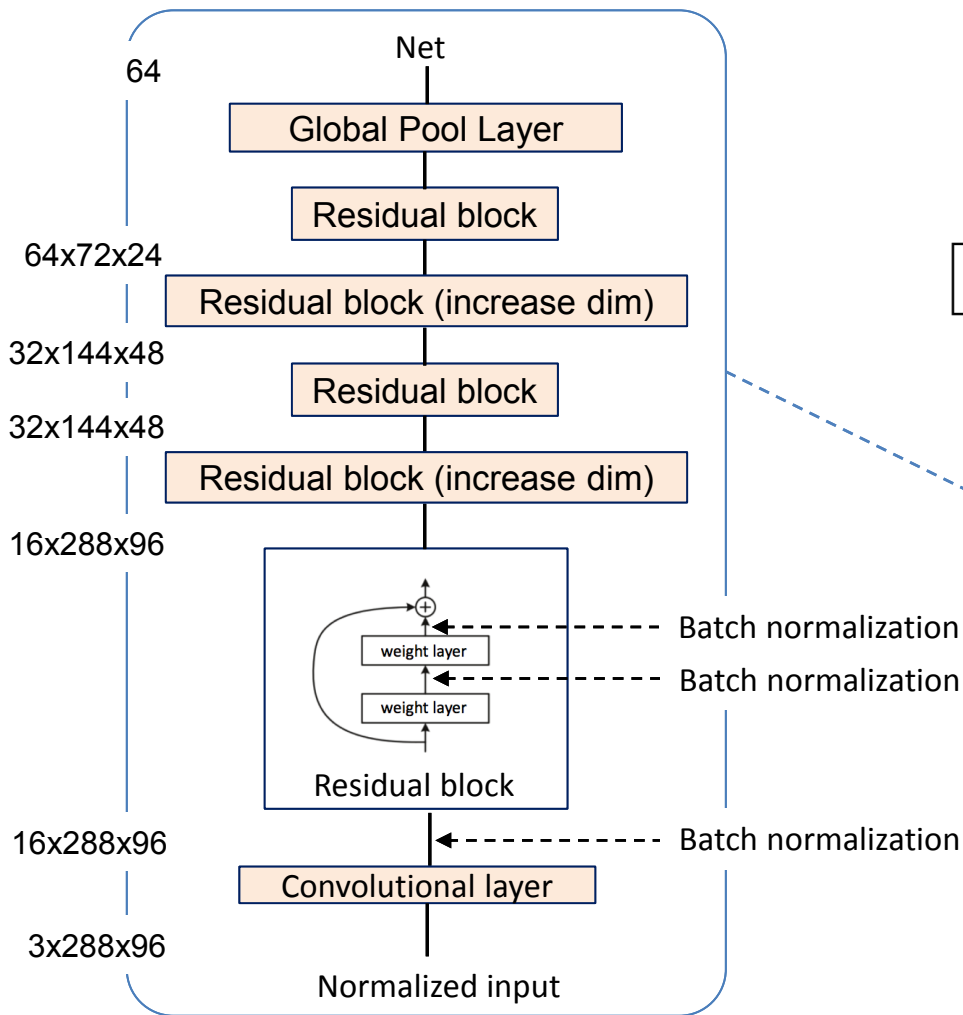 Net
64
Global Pool Layer
Residual block
64x72x24
Residual block (increase dim)
32x144x48
Residual block
32x144x48
Residual block (increase dim)
16x288x96
Batch normalization
weight layer
Batch normalization
weight layer
Residual block
16x288x96
Batch normalization
Convolutional layer
3x288x96
Normalized input